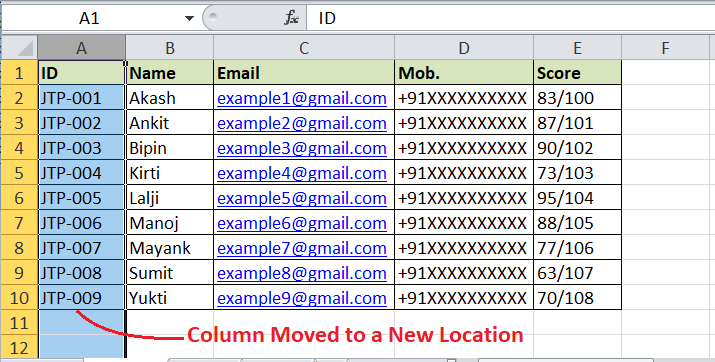 A1 fx ID
A B C D E F
1 ID Name Email Mob. Score
2 JTP-001 Akash example1@gmail.com +91XXXXXXXXXX 83/100
3 JTP-002 Ankit example2@gmail.com +91XXXXXXXXXX 87/101
4 JTP-003 Bipin example3@gmail.com +91XXXXXXXXXX 90/102
5 JTP-004 Kirti example4@gmail.com +91XXXXXXXXXX 73/103
6 JTP-005 Lalji example5@gmail.com +91XXXXXXXXXX 95/104
7 JTP-006 Manoj example6@gmail.com +91XXXXXXXXXX 88/105
8 JTP-007 Mayank example7@gmail.com +91XXXXXXXXXX 77/106
9 JTP-008 Sumit example8@gmail.com +91XXXXXXXXXX 63/107
10 JTP-009 Yukti example9@gmail.com +91XXXXXXXXXX 70/108
11 Column Moved to a New Location
12